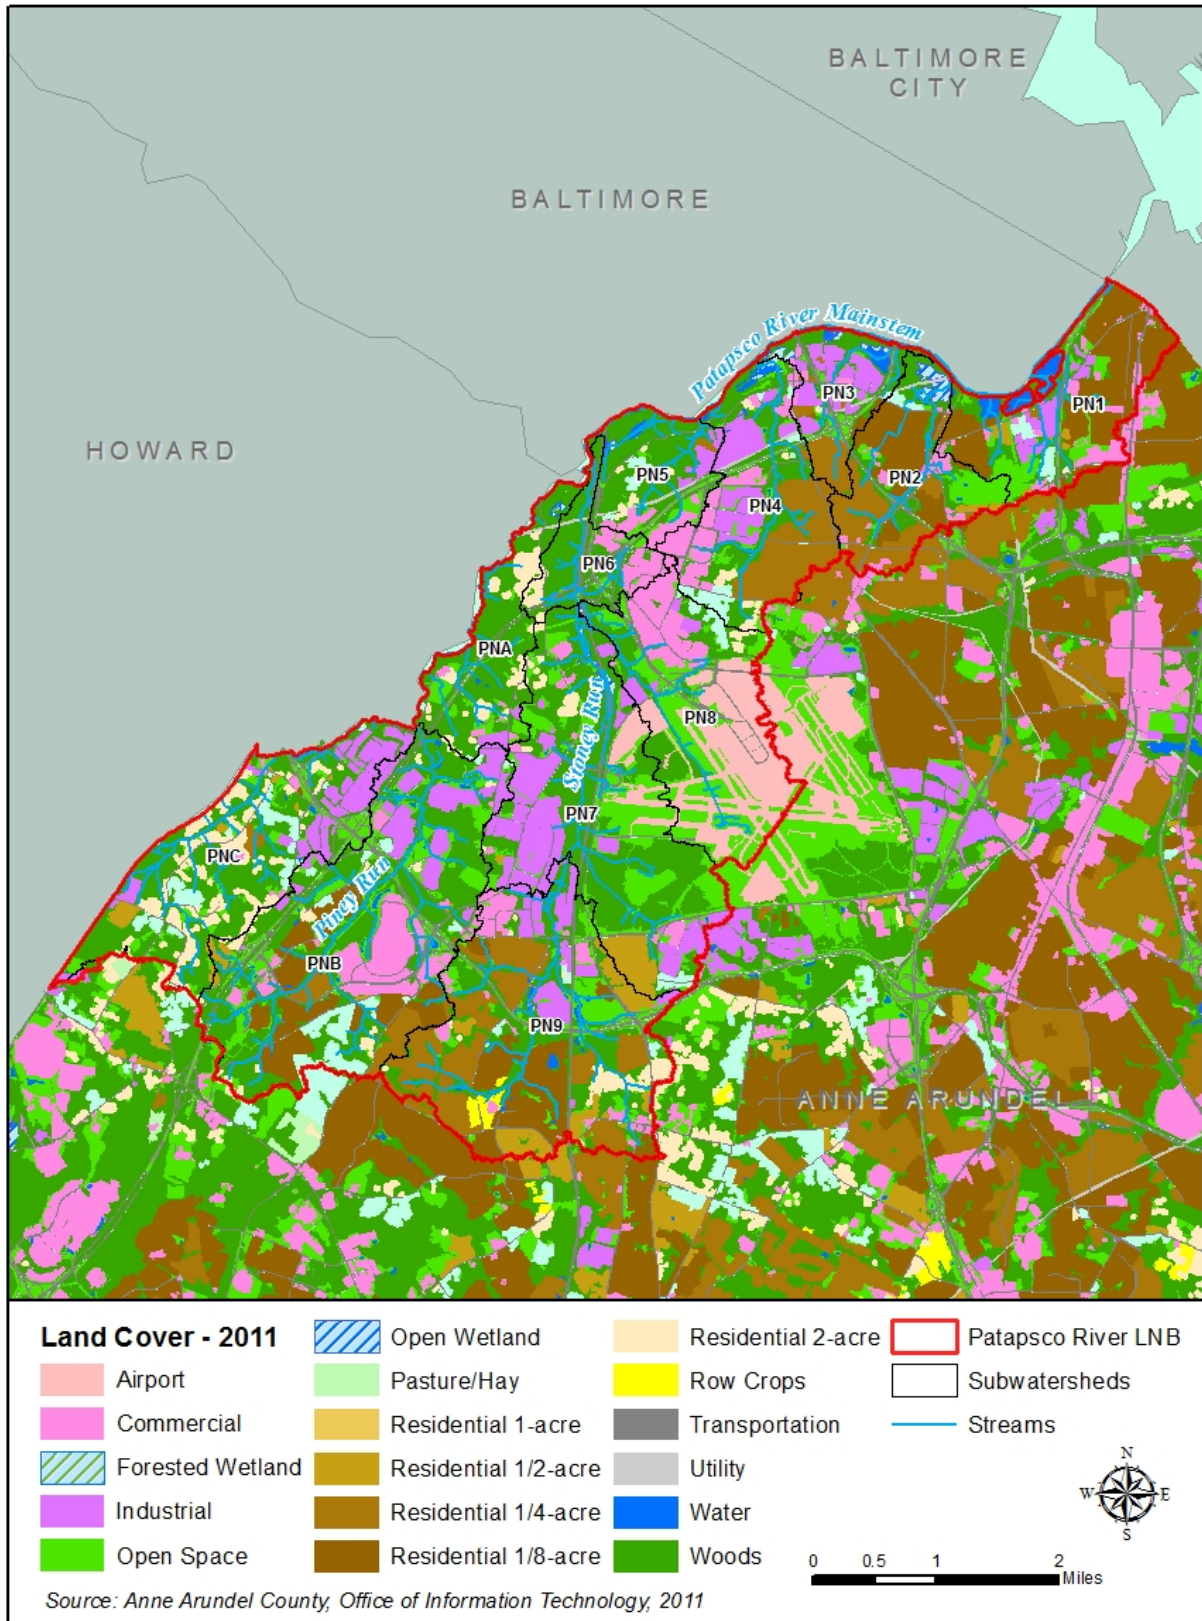 BALTIMORE
CITY
BALTIMORE
HOWARD
Patapsco River Mainstem
PN1
PN3
PN2
PN5
PN4
PN6
PNA
Stoney Run
PN8
PN7
PNC
Piney Run
PNB
PN9
ANNE ARUNDEL
Land Cover - 2011
Airport
Commercial
Forested Wetland
Industrial
Open Space
Open Wetland
Pasture/Hay
Residential 1-acre
Residential 1/2-acre
Residential 1/4-acre
Residential 1/8-acre
Residential 2-acre
Row Crops
Transportation
Utility
Water
Woods
Patapsco River LNB
Subwatersheds
Streams
N
W E
S
0 0.5 1 2
Miles
Source: Anne Arundel County, Office of Information Technology, 2011